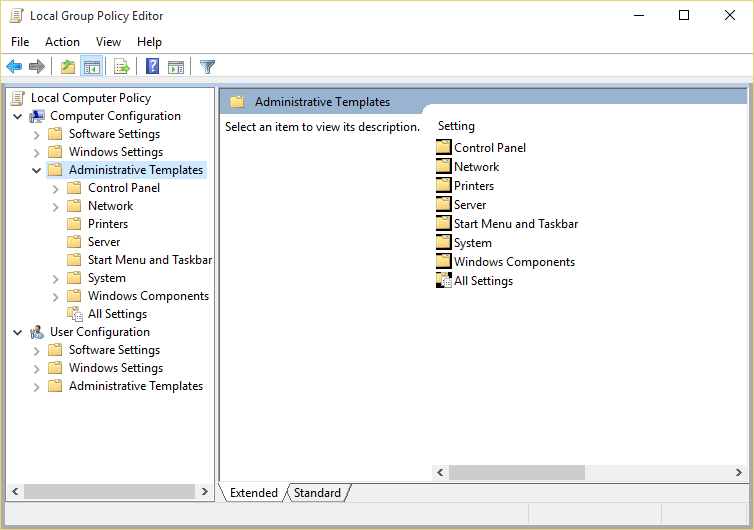 Local Group Policy Editor
File Action View Help
Local Computer Policy
Computer Configuration
Software Settings
Windows Settings
Administrative Templates
Control Panel
Network
Printers
Server
Start Menu and Taskbar
System
Windows Components
All Settings
User Configuration
Software Settings
Windows Settings
Administrative Templates
Administrative Templates
Select an item to view its description.
Setting
Control Panel
Network
Printers
Server
Start Menu and Taskbar
System
Windows Components
All Settings
Extended Standard